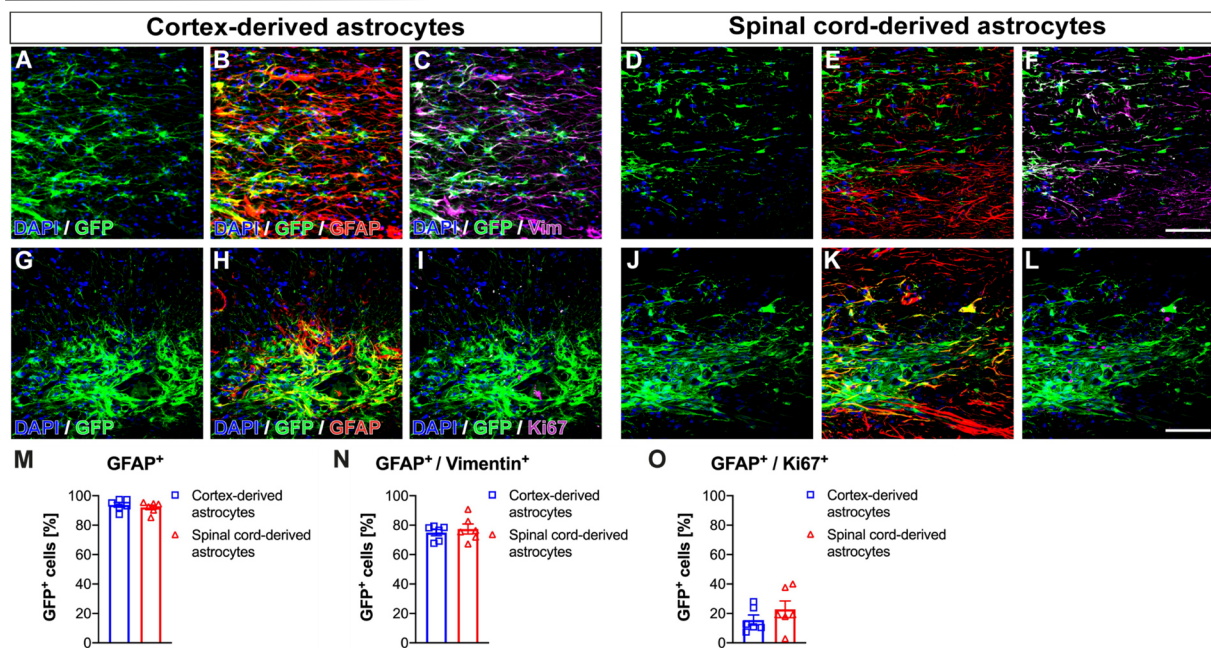 Cortex-derived astrocytes
Spinal cord-derived astrocytes
A
B
C
D
E
F
DAPI / GFP
DAPI / GFP / GFAP
DAPI / GFP / Vim
G
H
I
J
K
L
DAPI / GFP
DAPI / GFP / GFAP
DAPI / GFP / Ki67
M
GFAP⁺
GFP⁺ cells [%]
100
80
60
40
20
0
Cortex-derived
astrocytes
Spinal cord-derived
astrocytes
N
GFAP⁺ / Vimentin⁺
GFP⁺ cells [%]
100
80
60
40
20
0
Cortex-derived
astrocytes
Spinal cord-derived
astrocytes
O
GFAP⁺ / Ki67⁺
GFP⁺ cells [%]
100
80
60
40
20
0
Cortex-derived
astrocytes
Spinal cord-derived
astrocytes